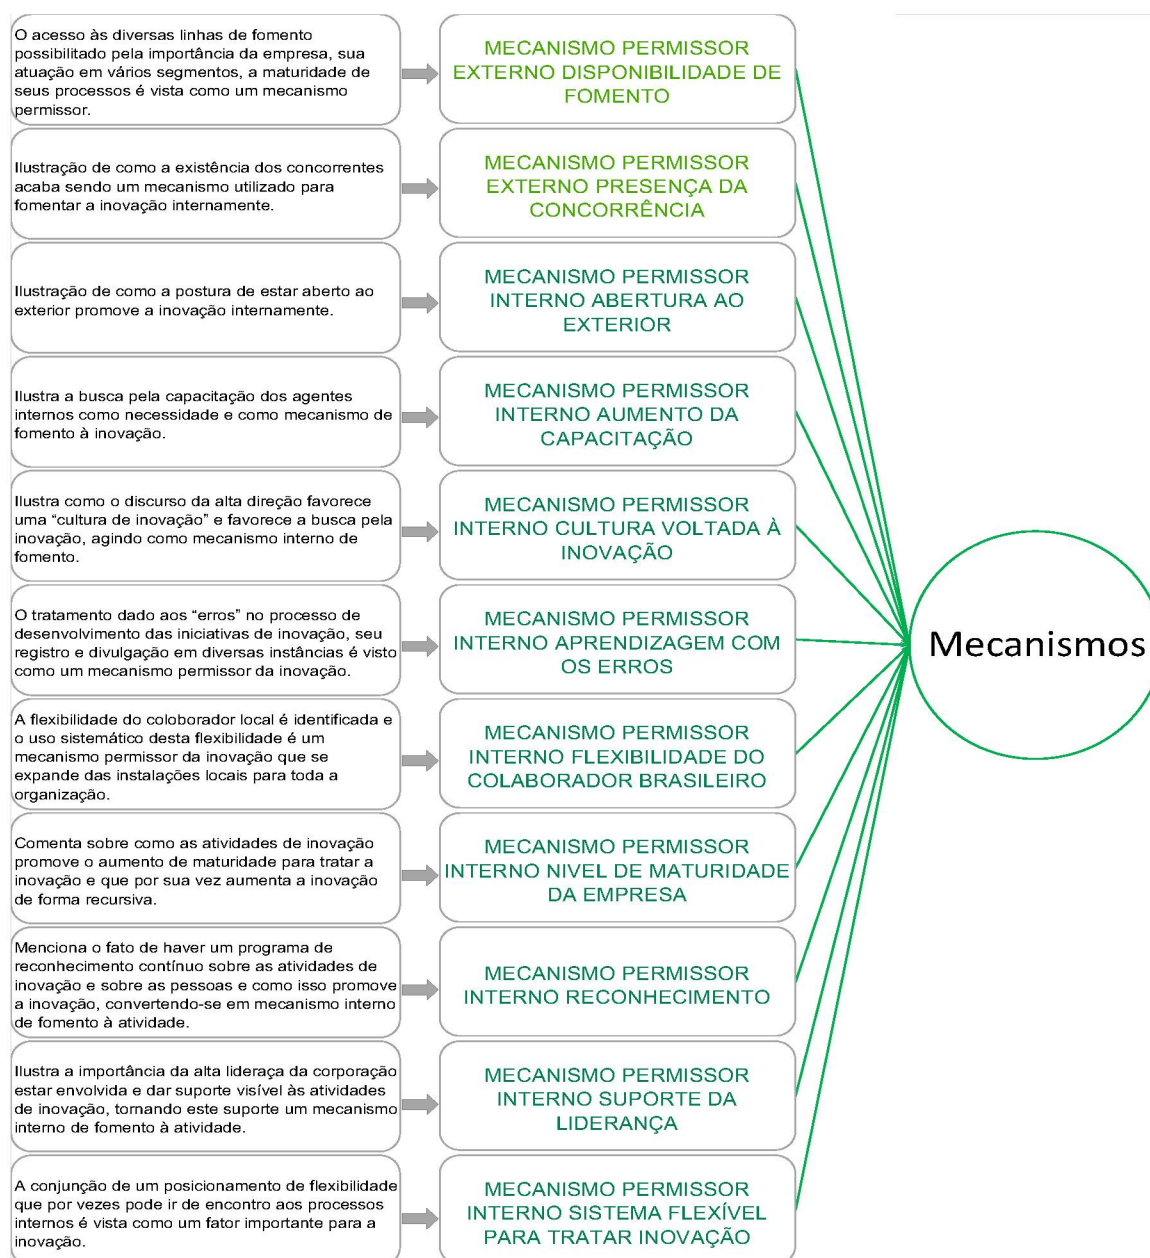 O acesso às diversas linhas de fomento
possibilitado pela importância da empresa, sua
atuação em vários segmentos, a maturidade de
seus processos é vista como um mecanismo
permissor.
MECANISMO PERMISSOR
EXTERNO DISPONIBILIDADE DE
FOMENTO
Ilustração de como a existência dos concorrentes
acaba sendo um mecanismo utilizado para
fomentar a inovação internamente.
MECANISMO PERMISSOR
EXTERNO PRESENÇA DA
CONCORRÊNCIA
Ilustração de como a postura de estar aberto ao
exterior promove a inovação internamente.
MECANISMO PERMISSOR
INTERNO ABERTURA AO
EXTERIOR
Ilustra a busca pela capacitação dos agentes
internos como necessidade e como mecanismo de
fomento à inovação.
MECANISMO PERMISSOR
INTERNO AUMENTO DA
CAPACITAÇÃO
Ilustra como o discurso da alta direção favorece
uma “cultura de inovação” e favorece a busca pela
inovação, agindo como mecanismo interno de
fomento.
MECANISMO PERMISSOR
INTERNO CULTURA VOLTADA À
INOVAÇÃO
O tratamento dado aos “erros” no processo de
desenvolvimento das iniciativas de inovação, seu
registro e divulgação em diversas instâncias é visto
como um mecanismo permissor da inovação.
MECANISMO PERMISSOR
INTERNO APRENDIZAGEM COM
OS ERROS
A flexibilidade do coloborador local é identificada e
o uso sistemático desta flexibilidade é um
mecanismo permissor da inovação que se
expande das instalações locais para toda a
organização.
MECANISMO PERMISSOR
INTERNO FLEXIBILIDADE DO
COLABORADOR BRASILEIRO
Comenta sobre como as atividades de inovação
promove o aumento de maturidade para tratar a
inovação e que por sua vez aumenta a inovação
de forma recursiva.
MECANISMO PERMISSOR
INTERNO NIVEL DE MATURIDADE
DA EMPRESA
Menciona o fato de haver um programa de
reconhecimento contínuo sobre as atividades de
inovação e sobre as pessoas e como isso promove
a inovação, convertendo-se em mecanismo interno
de fomento à atividade.
MECANISMO PERMISSOR
INTERNO RECONHECIMENTO
Ilustra a importância da alta lideraça da corporação
estar envolvida e dar suporte visível às atividades
de inovação, tornando este suporte um mecanismo
interno de fomento à atividade.
MECANISMO PERMISSOR
INTERNO SUPORTE DA
LIDERANÇA
A conjunção de um posicionamento de flexibilidade
que por vezes pode ir de encontro aos processos
internos é vista como um fator importante para a
inovação.
MECANISMO PERMISSOR
INTERNO SISTEMA FLEXÍVEL
PARA TRATAR INOVAÇÃO
Mecanismos